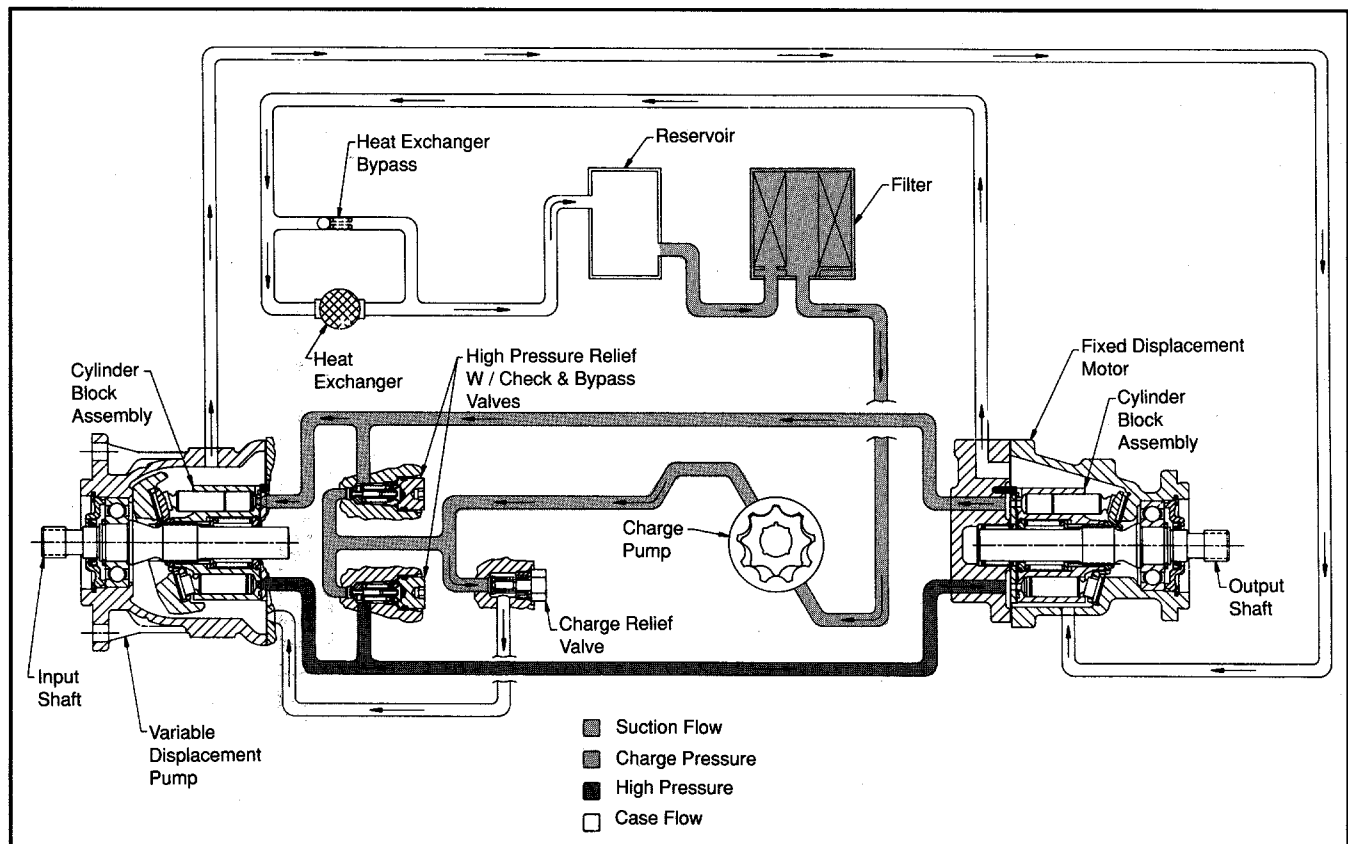 Heat Exchanger
Bypass
Reservoir
Filter
Heat
Exchanger
High Pressure Relief
W / Check & Bypass
Valves
Fixed Displacement
Motor
Cylinder
Block
Assembly
Cylinder
Block
Assembly
Charge
Pump
Charge Relief
Valve
Output
Shaft
Input
Shaft
Variable
Displacement
Pump
Suction Flow
Charge Pressure
High Pressure
Case Flow